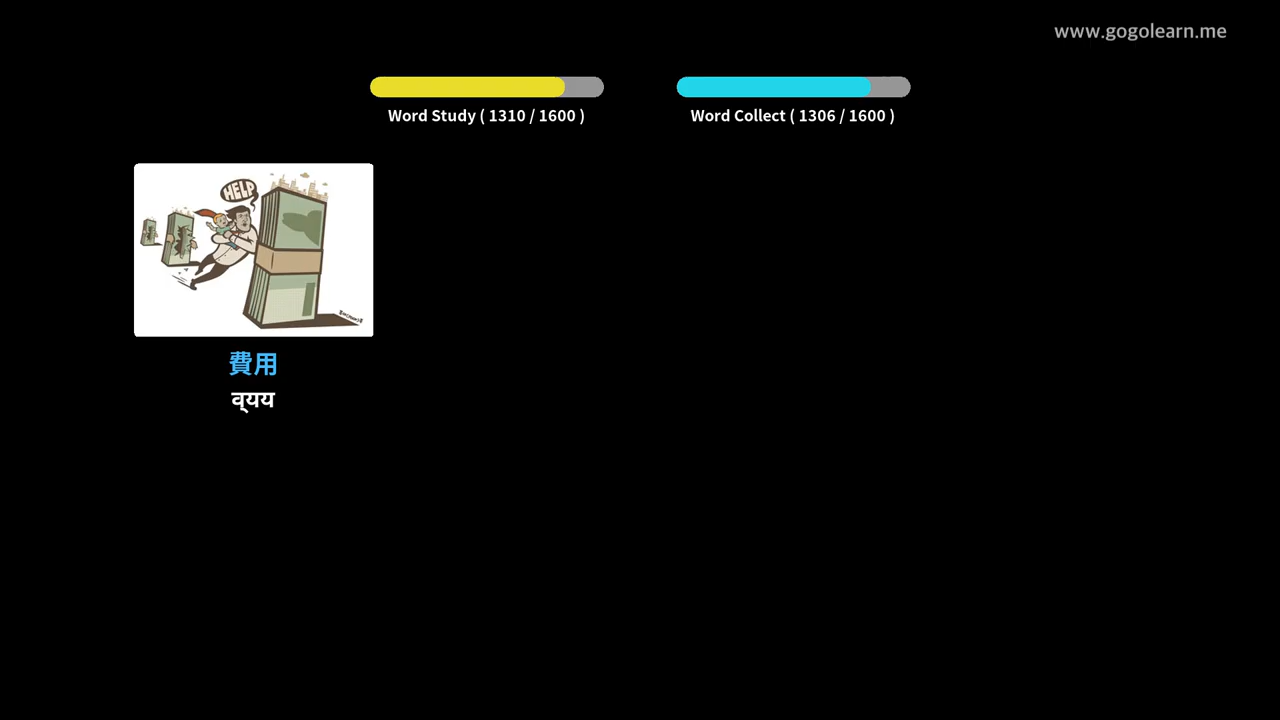 www.gogolearn.me
Word Study ( 1310 / 1600 )
Word Collect ( 1306 / 1600 )
HELP
費用
व्यय